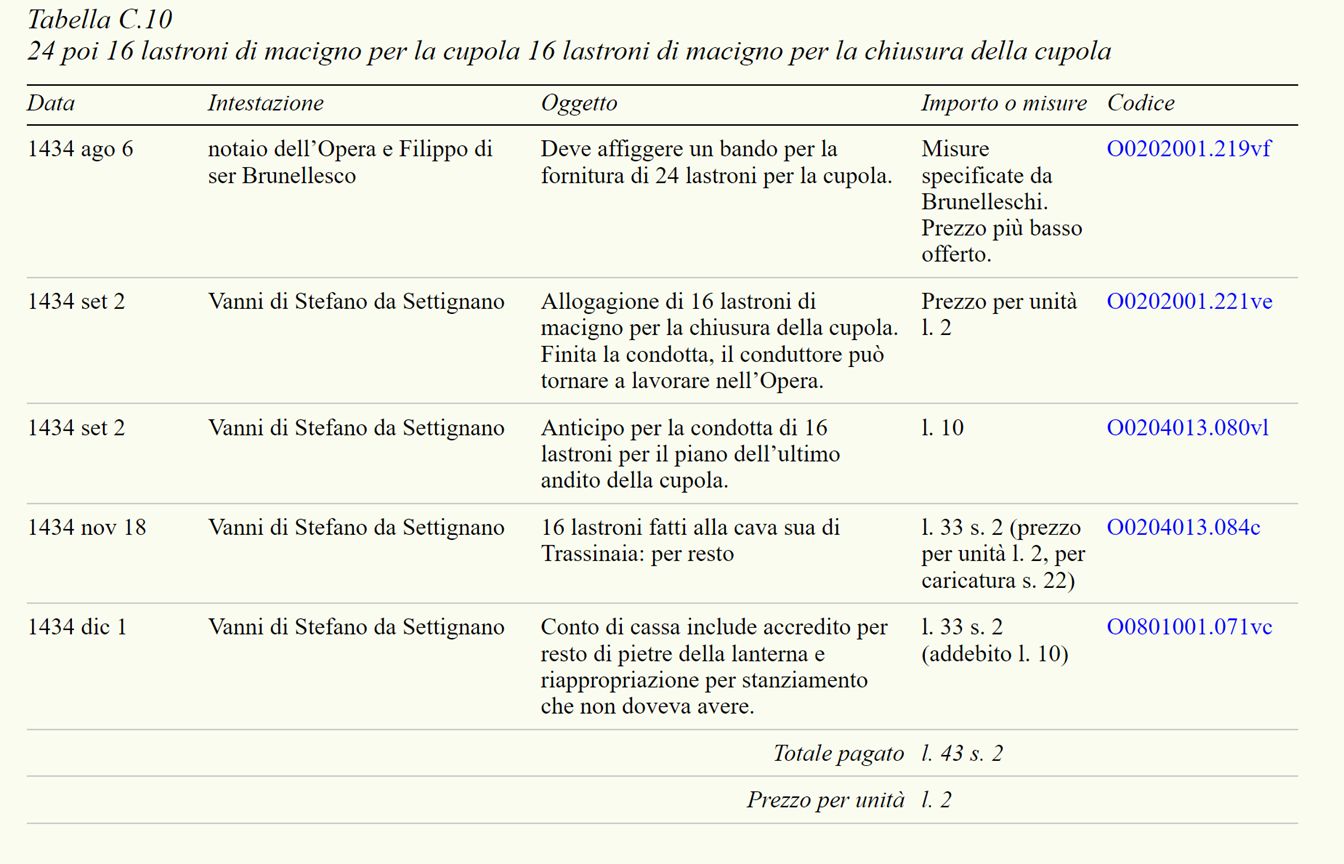 Tabella C.10
24 poi 16 lastroni di macigno per la cupola 16 lastroni di macigno per la chiusura della cupola
Data Intestazione Oggetto Importo o misure Codice
1434 ago 6 notaio dell’Opera e Filippo di Deve affiggere un bando per la Misure O0202001.219vf
ser Brunellesco fornitura di 24 lastroni per la cupola. specificate da
Brunelleschi.
Prezzo più basso
offerto.
1434 set 2 Vanni di Stefano da Settignano Allogagione di 16 lastroni di Prezzo per unità O0202001.221ve
macigno per la chiusura della cupola. l. 2
Finita la condotta, il conduttore può
tornare a lavorare nell’Opera.
1434 set 2 Vanni di Stefano da Settignano Anticipo per la condotta di 16 l. 10 O0204013.080vl
lastroni per il piano dell’ultimo
andito della cupola.
1434 nov 18 Vanni di Stefano da Settignano 16 lastroni fatti alla cava sua di l. 33 s. 2 (prezzo O0204013.084c
Trassinaia: per resto per unità l. 2, per
caricatura s. 22)
1434 dic 1 Vanni di Stefano da Settignano Conto di cassa include accredito per l. 33 s. 2 O0801001.071vc
resto di pietre della lanterna e (addebito l. 10)
riappropriazione per stanziamento
che non doveva avere.
Totale pagato l. 43 s. 2
Prezzo per unità l. 2